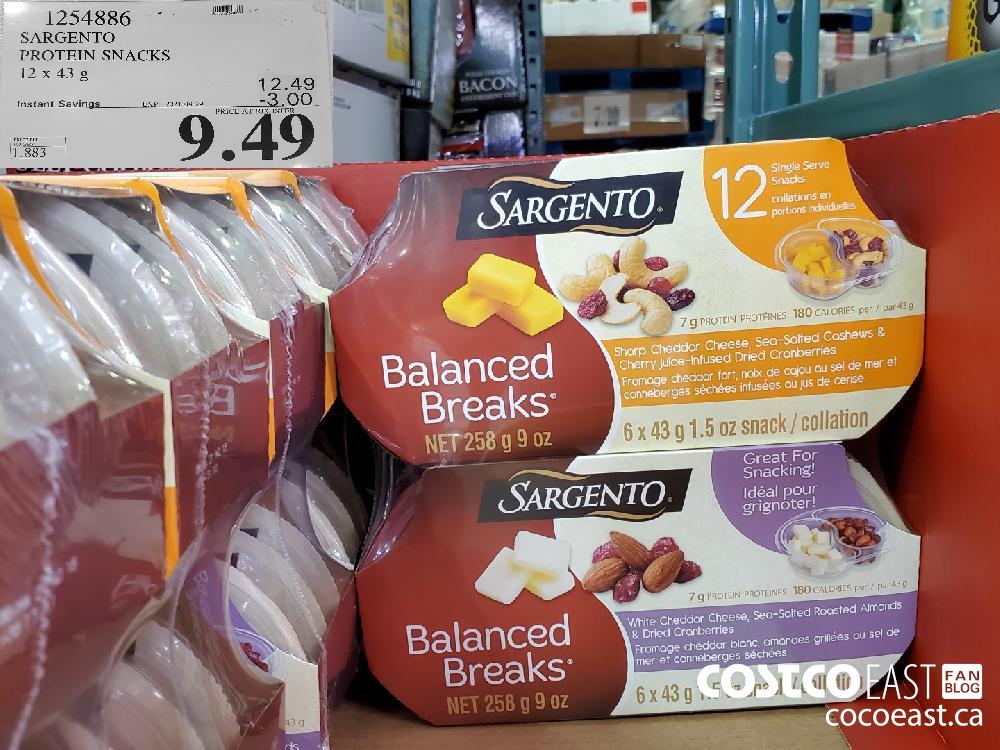 1254886
SARGENTO
PROTEIN SNACKS
12 x 43 g
12.49
Instant Savings
-3.00
PRICE AT REGISTER
9.49
1.883
BACON
SARGENTO
12
Single Serve
Snacks
collations en
portions individuelles
7 g PROTEIN PROTÉINES 180 CALORIES per / par 43 g
Sharp Cheddar Cheese, Sea-Salted Cashews &
Cherry Juice-Infused Dried Cranberries
Fromage cheddar fort, noix de cajou au sel de mer et
canneberges séchées infusées au jus de cerise
Balanced
Breaks®
NET 258 g 9 oz
6 x 43 g 1.5 oz snack / collation
SARGENTO
Great For
Snacking!
Idéal pour
grignoter!
7 g PROTEIN PROTÉINES 180 CALORIES per / par 43 g
White Cheddar Cheese, Sea-Salted Roasted Almonds
& Dried Cranberries
Fromage cheddar blanc, amandes grillées au sel de
mer et canneberges séchées
Balanced
Breaks®
NET 258 g 9 oz
6 x 43 g
43 g
COSTCO EAST FAN BLOG
cocoeast.ca